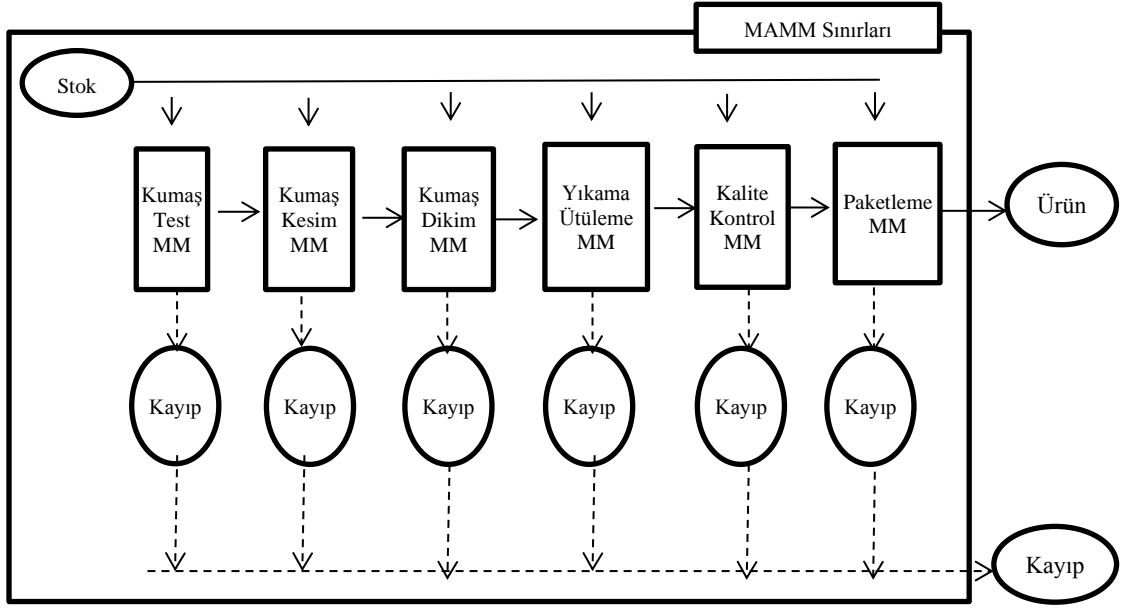 MAMM Sınırları
Stok
Kumaş
Test
MM
Kumaş
Kesim
MM
Kumaş
Dikim
MM
Yıkama
Ütüleme
MM
Kalite
Kontrol
MM
Paketleme
MM
Ürün
Kayıp
Kayıp
Kayıp
Kayıp
Kayıp
Kayıp
Kayıp